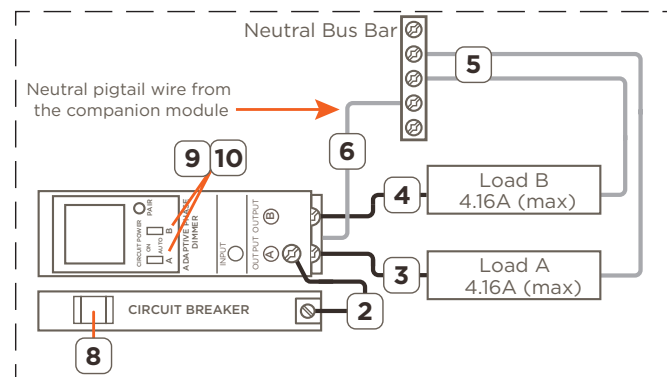 Neutral Bus Bar
5
Neutral pigtail wire from
the companion module
6
9 10
4
Load B
4.16A (max)
CIRCUIT POWER
PAIR
ON
AUTO
A
B
ADAPTIVE PHASE
DIMMER
INPUT
OUTPUT OUTPUT
A
B
3
Load A
4.16A (max)
2
CIRCUIT BREAKER
8